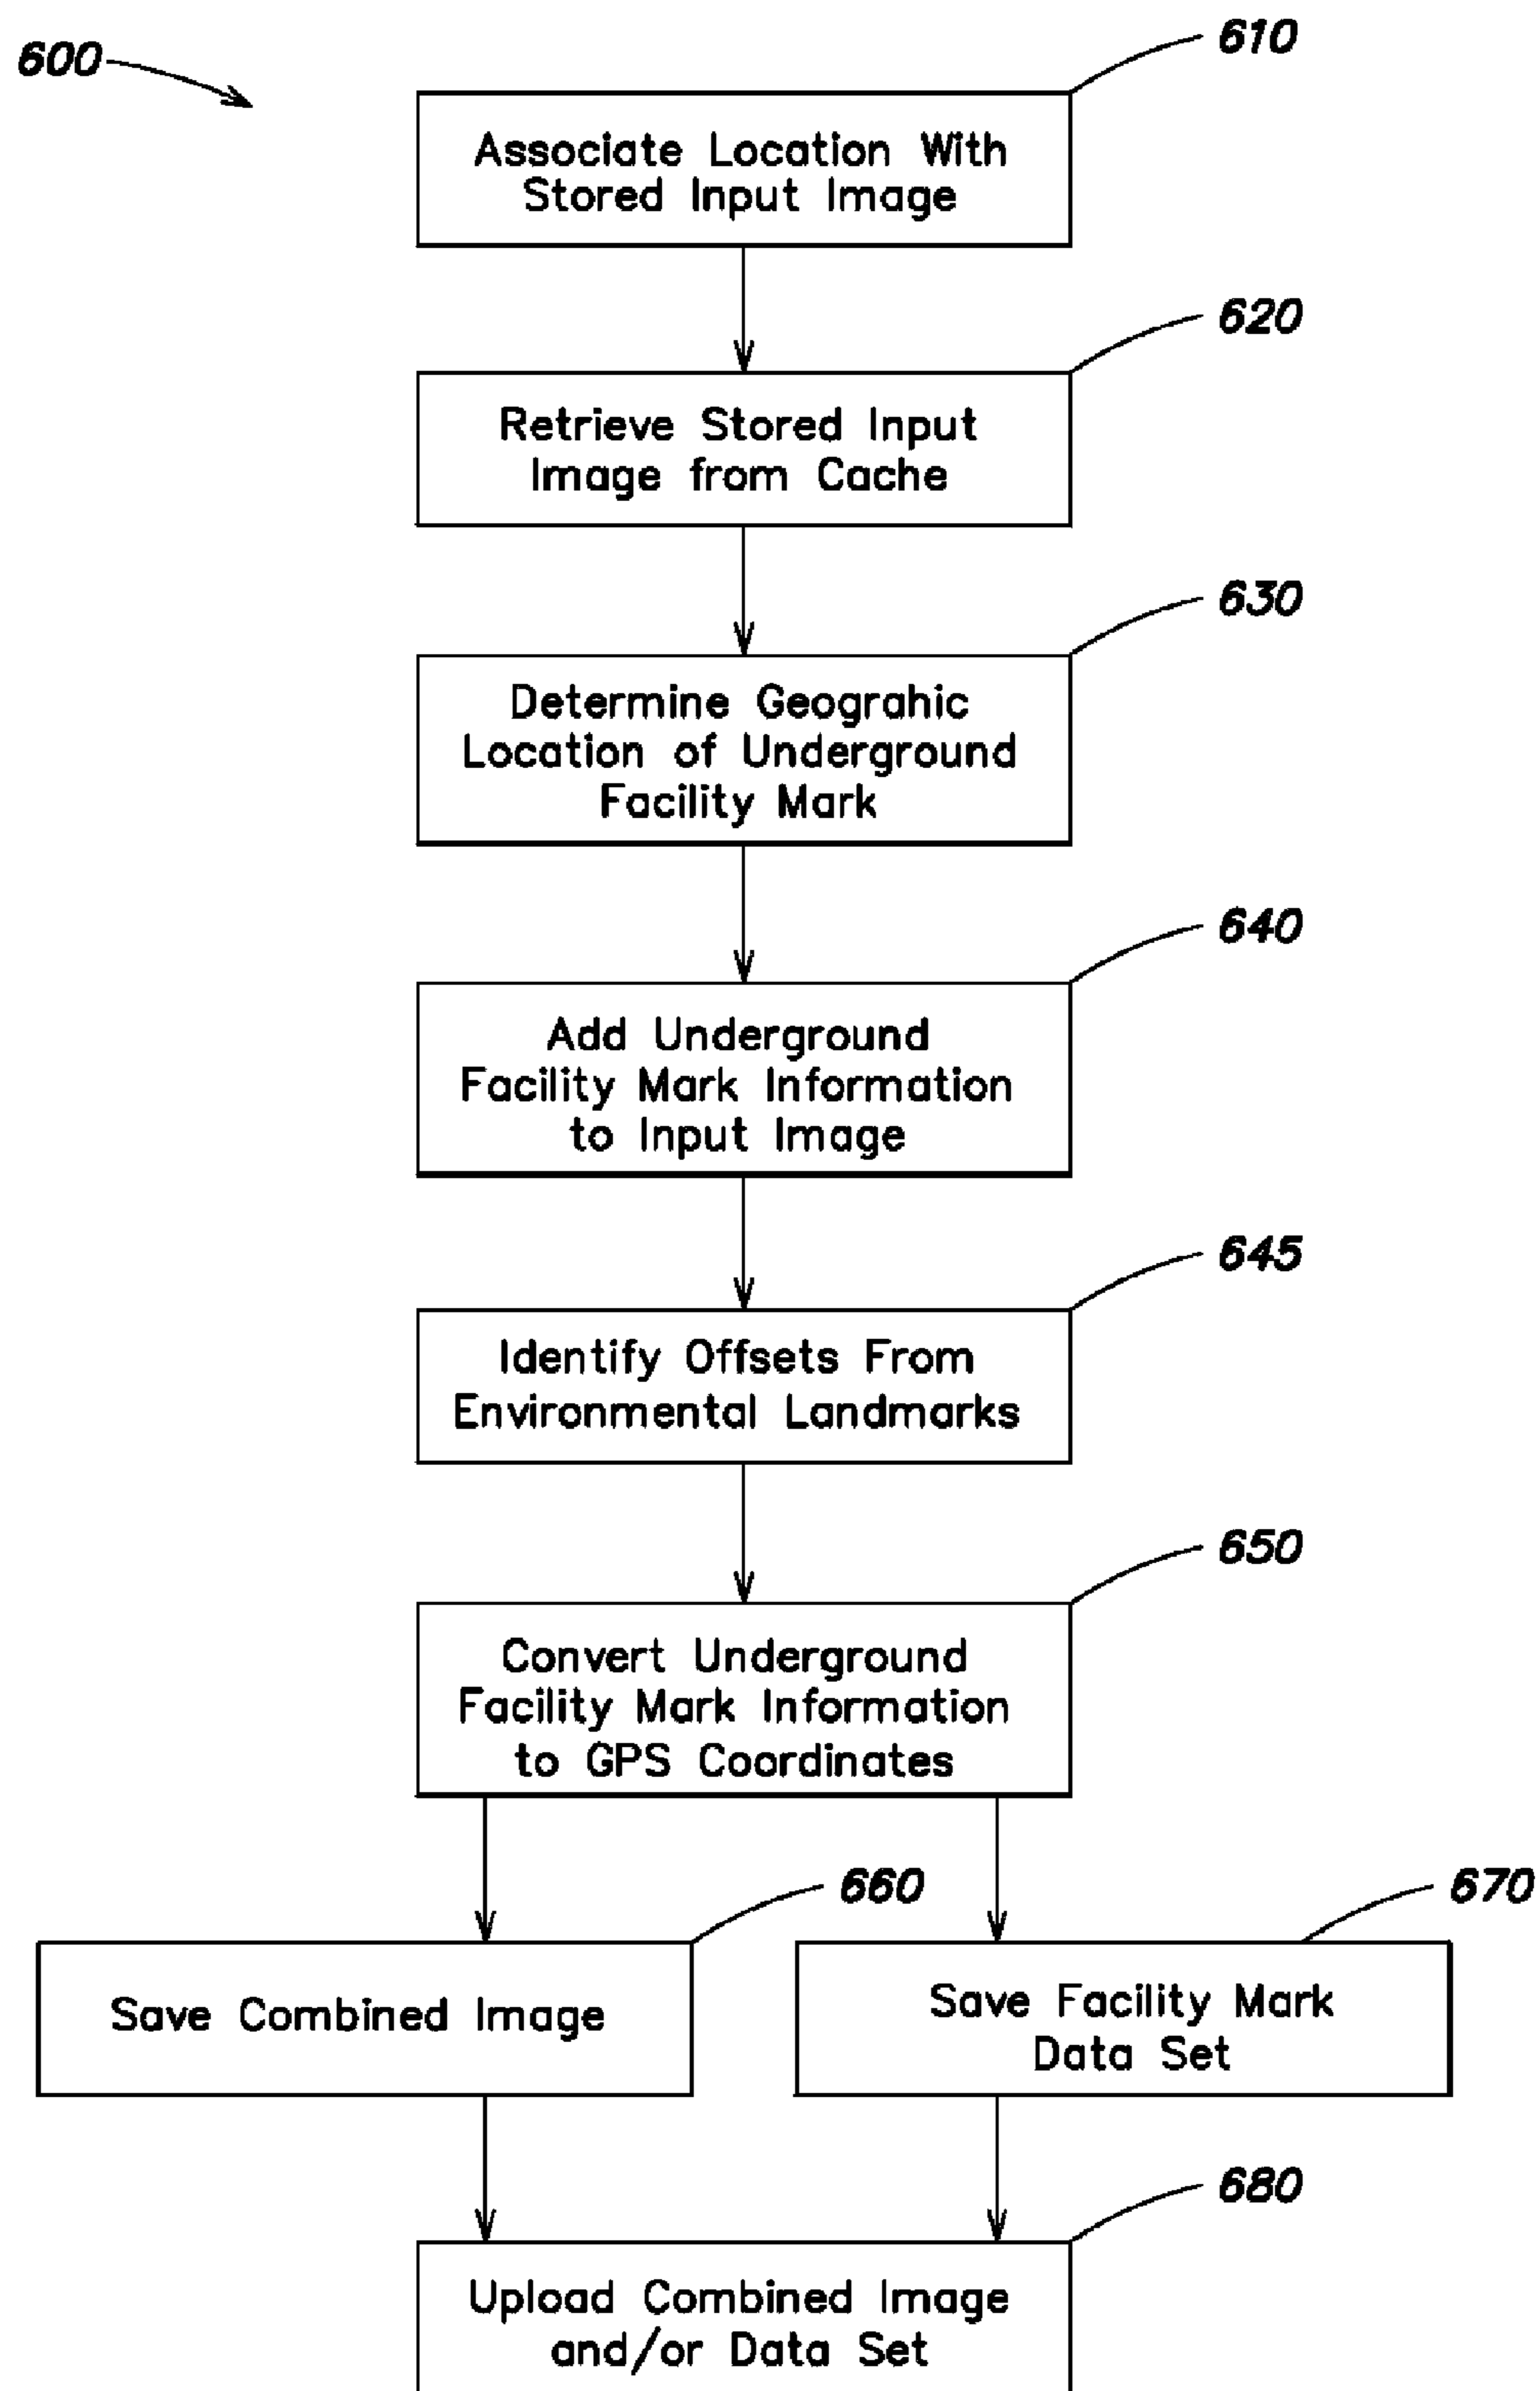 600
610
Associate Location With
Stored Input Image
620
Retrieve Stored Input
Image from Cache
630
Determine Geograhic
Location of Underground
Facility Mark
640
Add Underground
Facility Mark Information
to Input Image
645
Identify Offsets From
Environmental Landmarks
650
Convert Underground
Facility Mark Information
to GPS Coordinates
660
Save Combined Image
670
Save Facility Mark
Data Set
680
Upload Combined Image
and/or Data Set